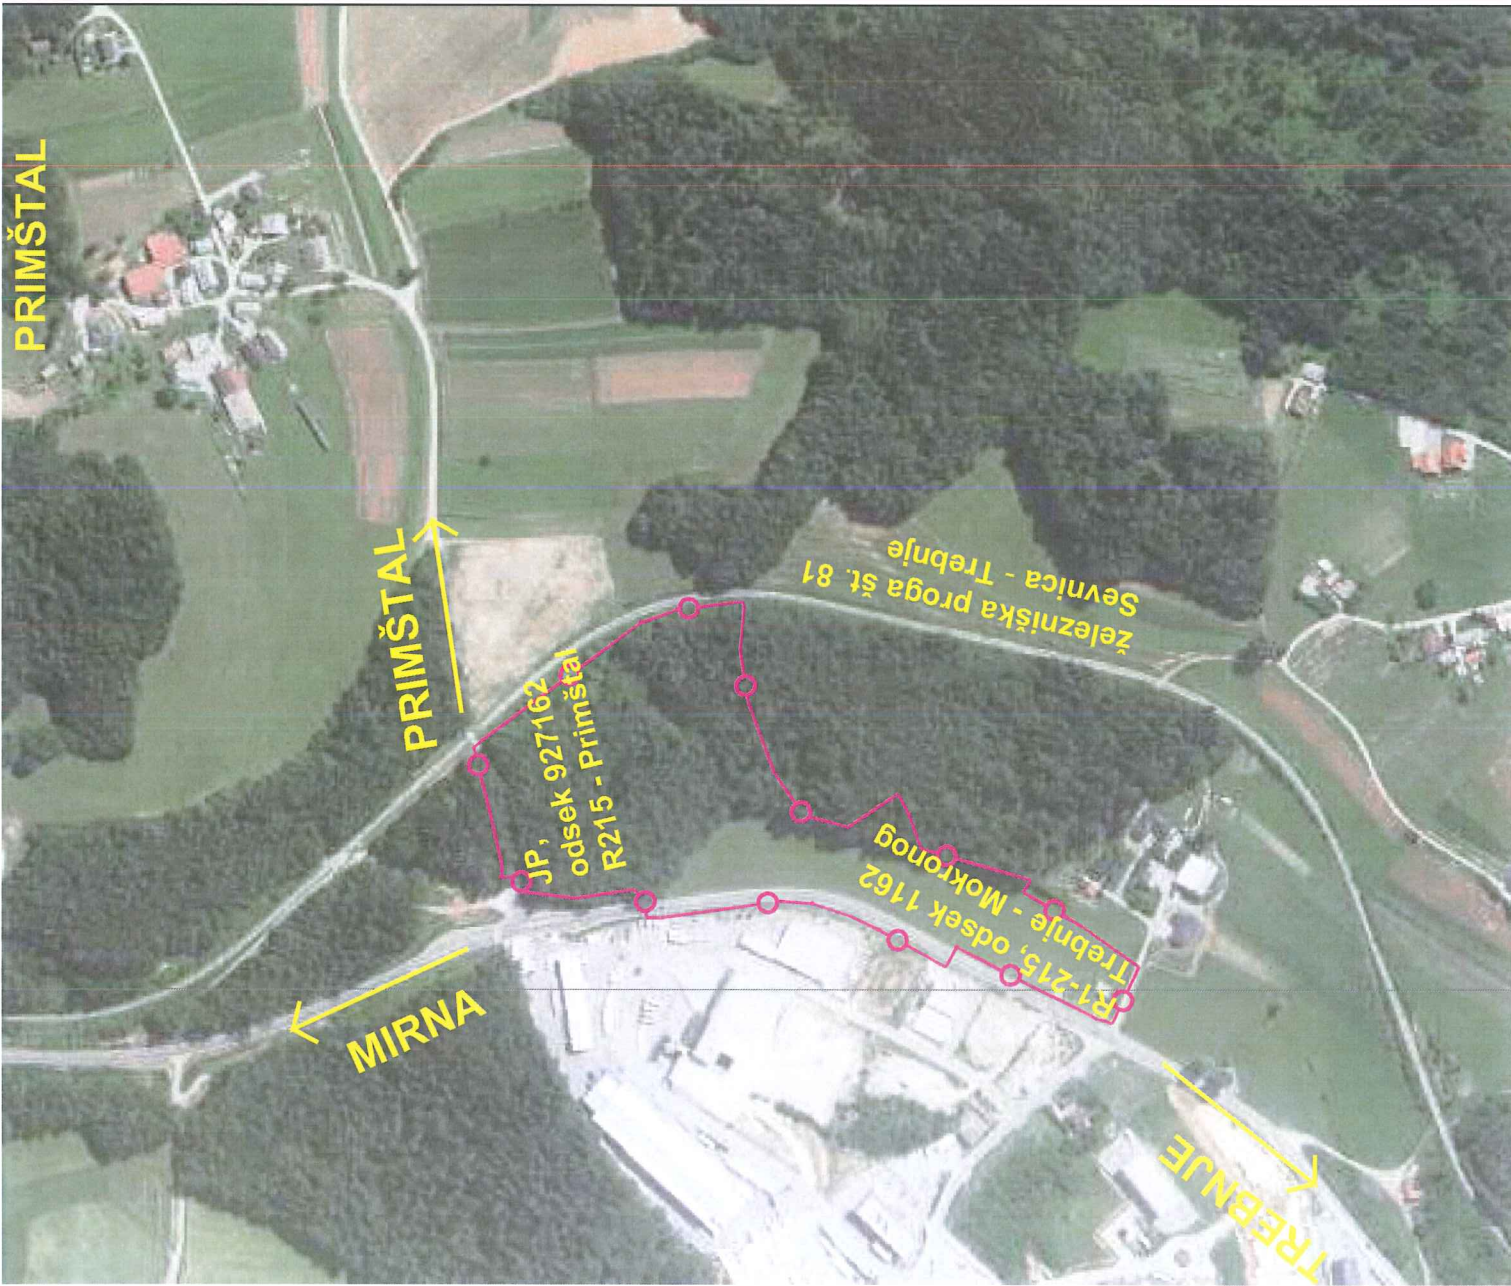 PRIMŠTAL
PRIMŠTAL
železniška proga št. 81
Sevnica - Trebnje
JP,
odsek 927162
R215 - Primštal
R1-215, odsek 1162
Trebnje - Mokronog
MIRNA
TREBNJE